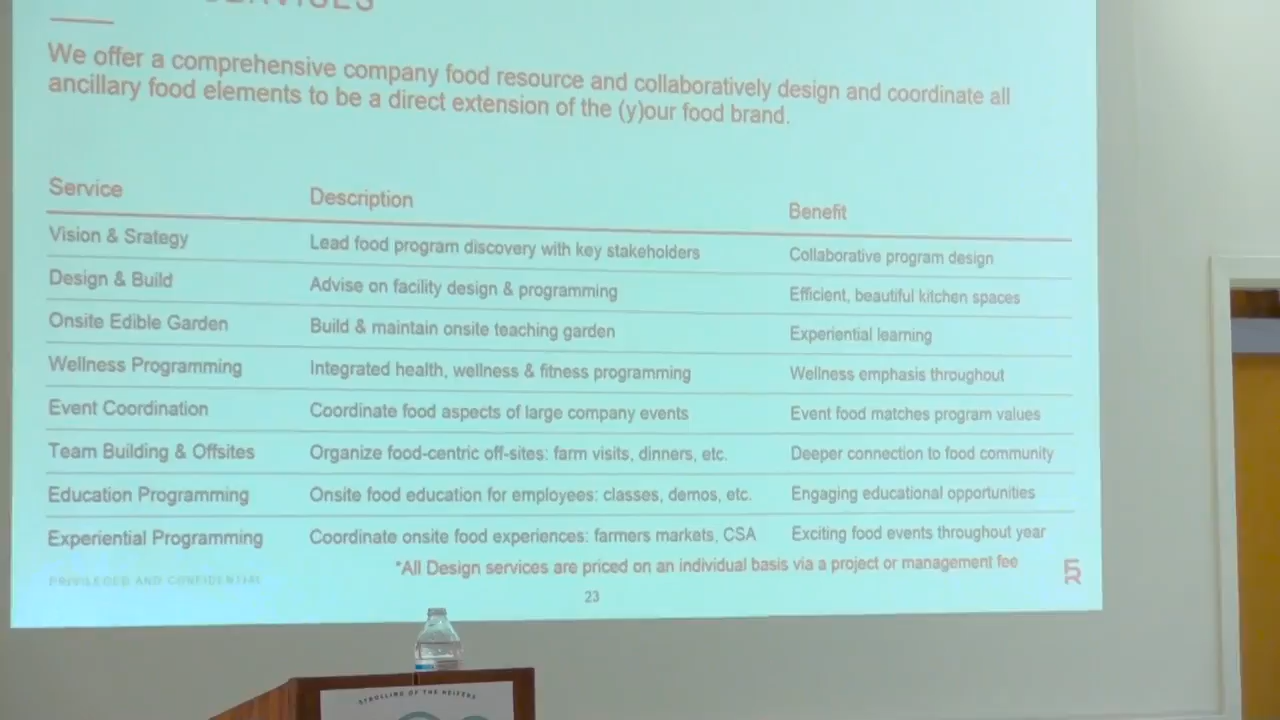 We offer a comprehensive company food resource and collaboratively design and coordinate all
ancillary food elements to be a direct extension of the (y)our food brand.
Service Description Benefit
Vision & Srategy Lead food program discovery with key stakeholders Collaborative program design
Design & Build Advise on facility design & programming Efficient, beautiful kitchen spaces
Onsite Edible Garden Build & maintain onsite teaching garden Experiential learning
Wellness Programming Integrated health, wellness & fitness programming Wellness emphasis throughout
Event Coordination Coordinate food aspects of large company events Event food matches program values
Team Building & Offsites Organize food-centric off-sites: farm visits, dinners, etc. Deeper connection to food community
Education Programming Onsite food education for employees: classes, demos, etc. Engaging educational opportunities
Experiential Programming Coordinate onsite food experiences: farmers markets, CSA Exciting food events throughout year
*All Design services are priced on an individual basis via a project or management fee
PRIVILEGED AND CONFIDENTIAL
23
STROLLING OF THE HEIFERS